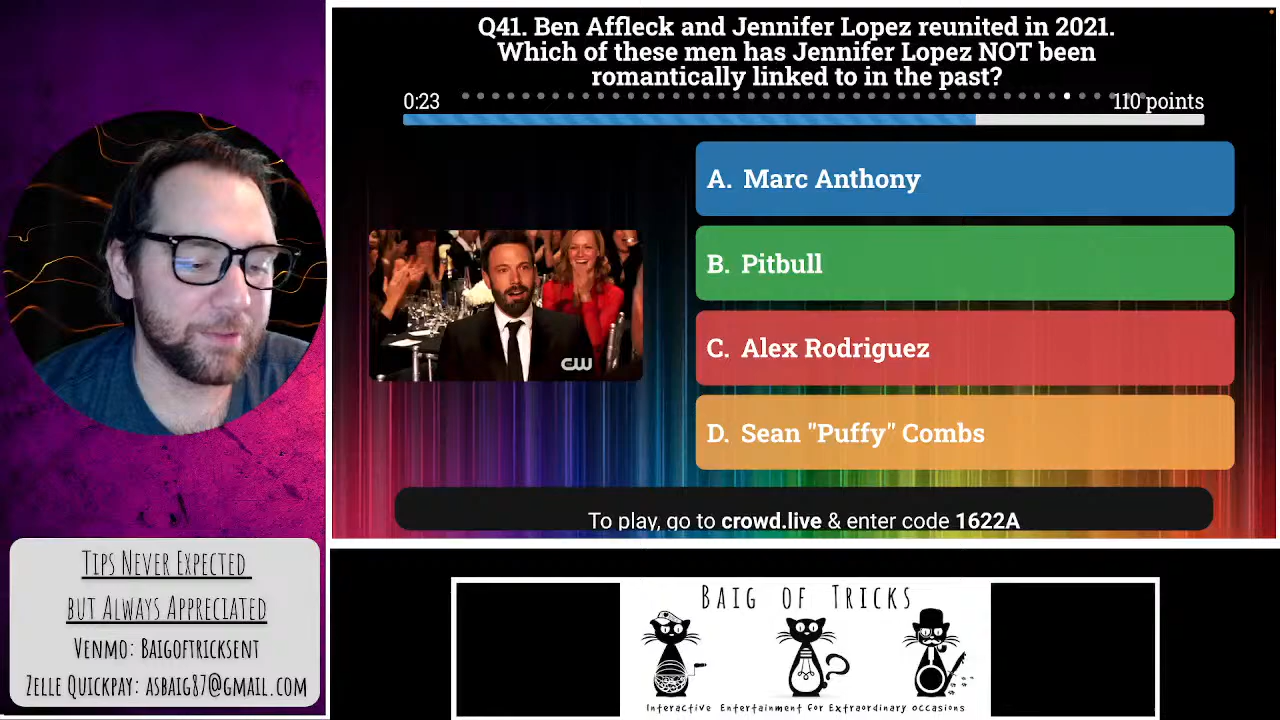 Q41. Ben Affleck and Jennifer Lopez reunited in 2021.
Which of these men has Jennifer Lopez NOT been
romantically linked to in the past?
0:23
110 points
A. Marc Anthony
B. Pitbull
C. Alex Rodriguez
D. Sean "Puffy" Combs
CW
To play, go to crowd.live & enter code 1622A
Tips Never Expected
but Always Appreciated
Venmo: Baigoftricksent
Zelle Quickpay: asbaig87@gmail.com
Baig of Tricks
Interactive Entertainment for Extraordinary Occasions